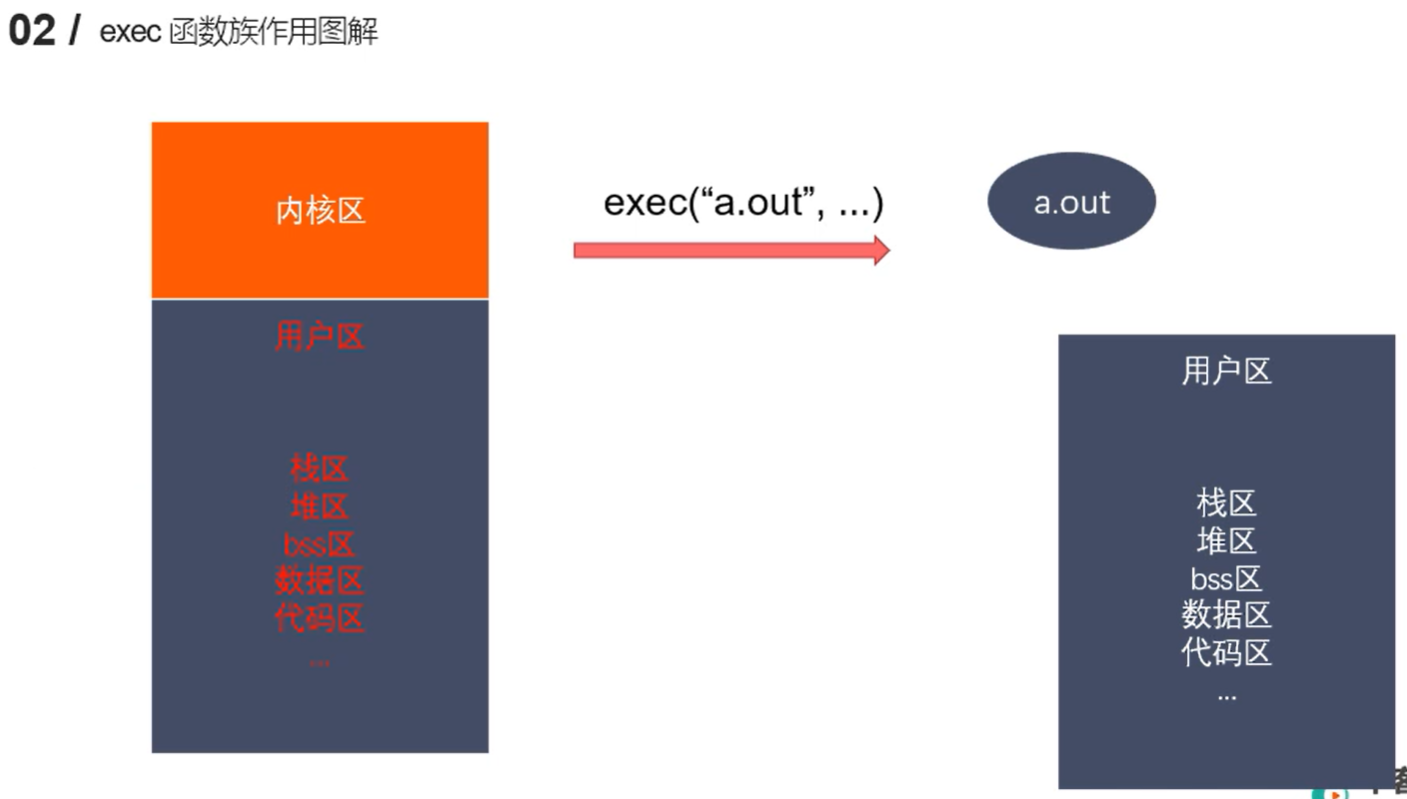 02 / exec 函数族作用图解
内核区
用户区
栈区
堆区
bss区
数据区
代码区
...
exec(“a.out”, ...)
a.out
用户区
栈区
堆区
bss区
数据区
代码区
...